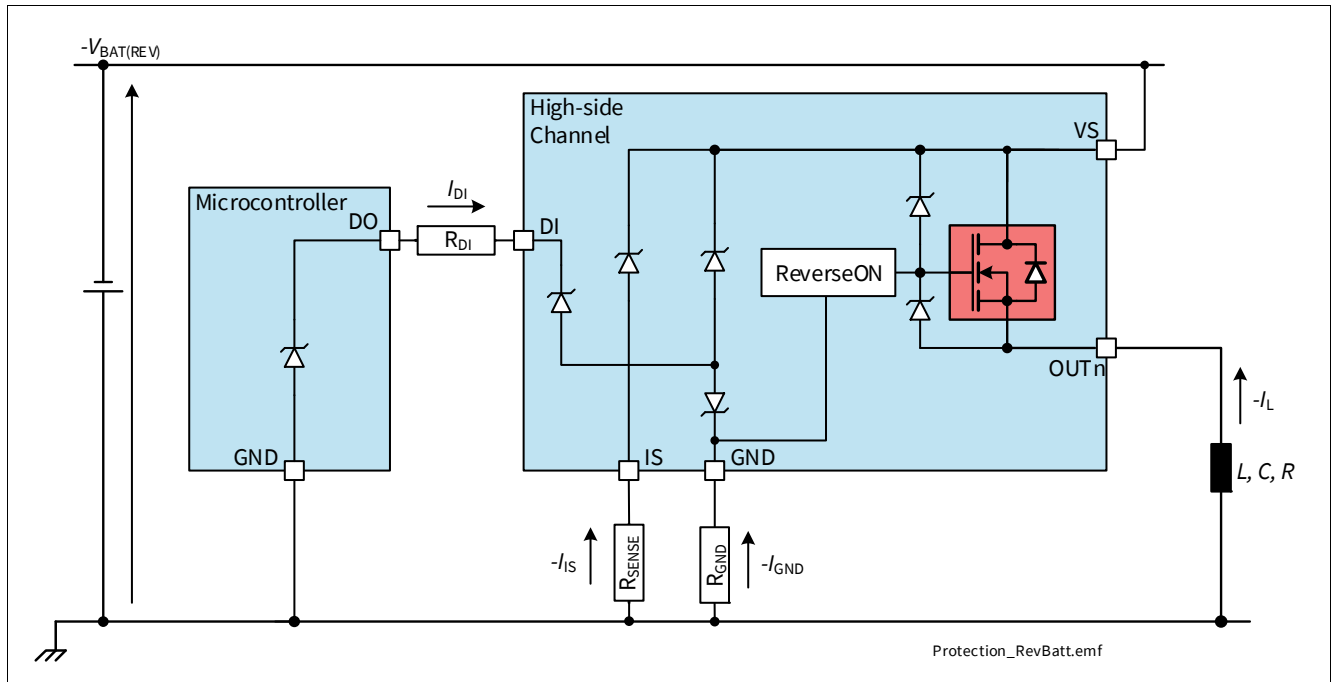 -VBAT(REV)
High-side
Channel
VS
Microcontroller
IDI
DO
RDI
DI
ReverseON
OUTn
-IL
GND
IS
GND
L, C, R
-IIS
RSENSE
RGND
-IGND
Protection_RevBatt.emf